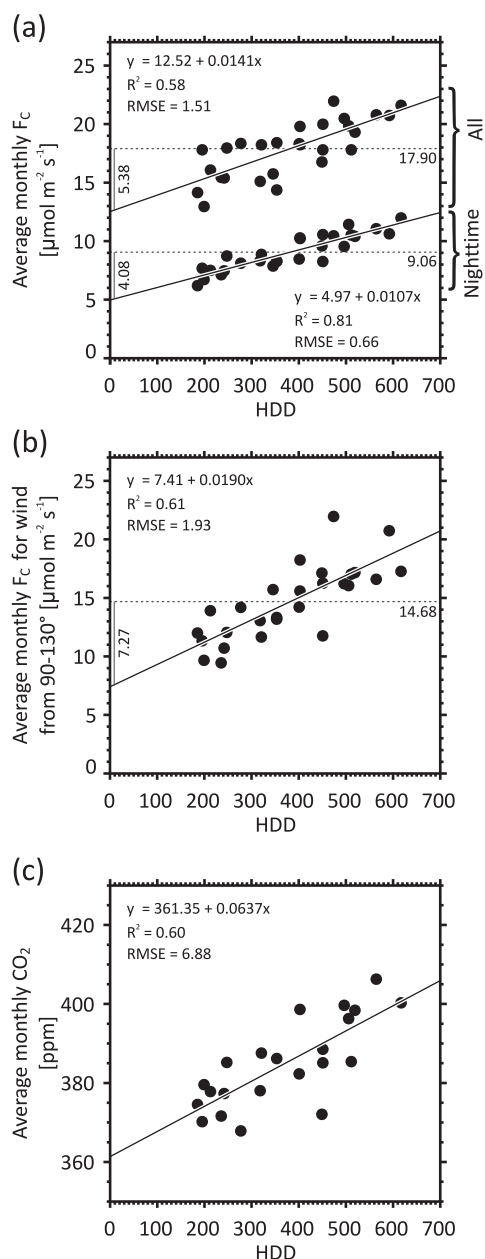 (a)
Average monthly F_C
[µmol m⁻² s⁻¹]
25
20
15
10
5
0
y = 12.52 + 0.0141x
R² = 0.58
RMSE = 1.51
5.38
17.90
All
4.08
9.06
Nighttime
y = 4.97 + 0.0107x
R² = 0.81
RMSE = 0.66
0 100 200 300 400 500 600 700
HDD
(b)
Average monthly F_C for wind
from 90-130° [µmol m⁻² s⁻¹]
25
20
15
10
5
0
y = 7.41 + 0.0190x
R² = 0.61
RMSE = 1.93
7.27
14.68
0 100 200 300 400 500 600 700
HDD
(c)
Average monthly CO₂
[ppm]
420
400
380
360
y = 361.35 + 0.0637x
R² = 0.60
RMSE = 6.88
0 100 200 300 400 500 600 700
HDD